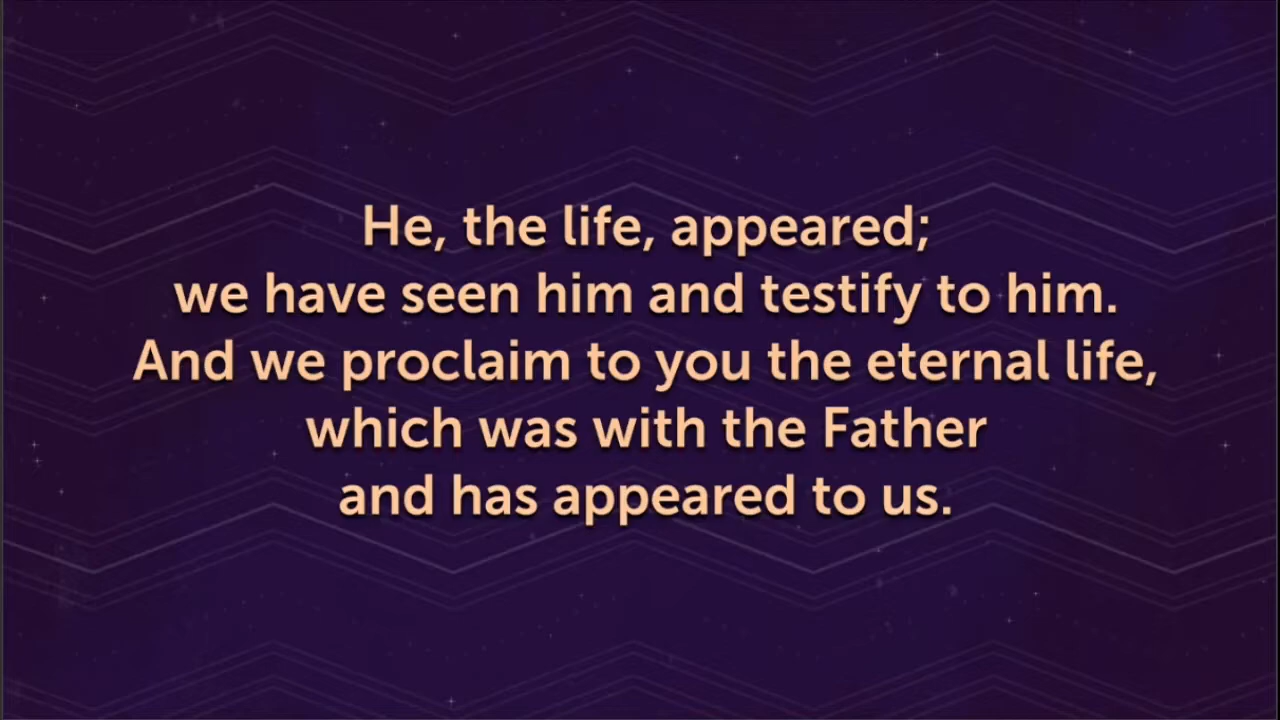 He, the life, appeared;
we have seen him and testify to him.
And we proclaim to you the eternal life,
which was with the Father
and has appeared to us.